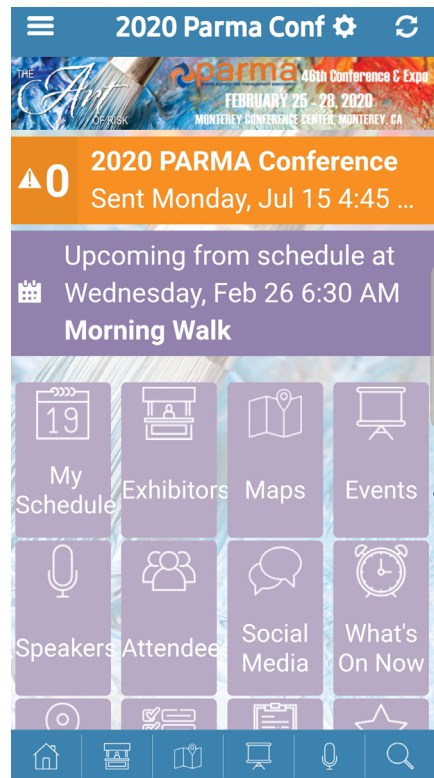 2020 Parma Conf
THE
Art
OF RISK
parma
46th Conference & Expo
FEBRUARY 25 - 28, 2020
MONTEREY CONFERENCE CENTER, MONTEREY, CA
0
2020 PARMA Conference
Sent Monday, Jul 15 4:45 ...
Upcoming from schedule at
Wednesday, Feb 26 6:30 AM
Morning Walk
19
My
Schedule
Exhibitors
Maps
Events
Speakers
Attendees
Social
Media
What's
On Now